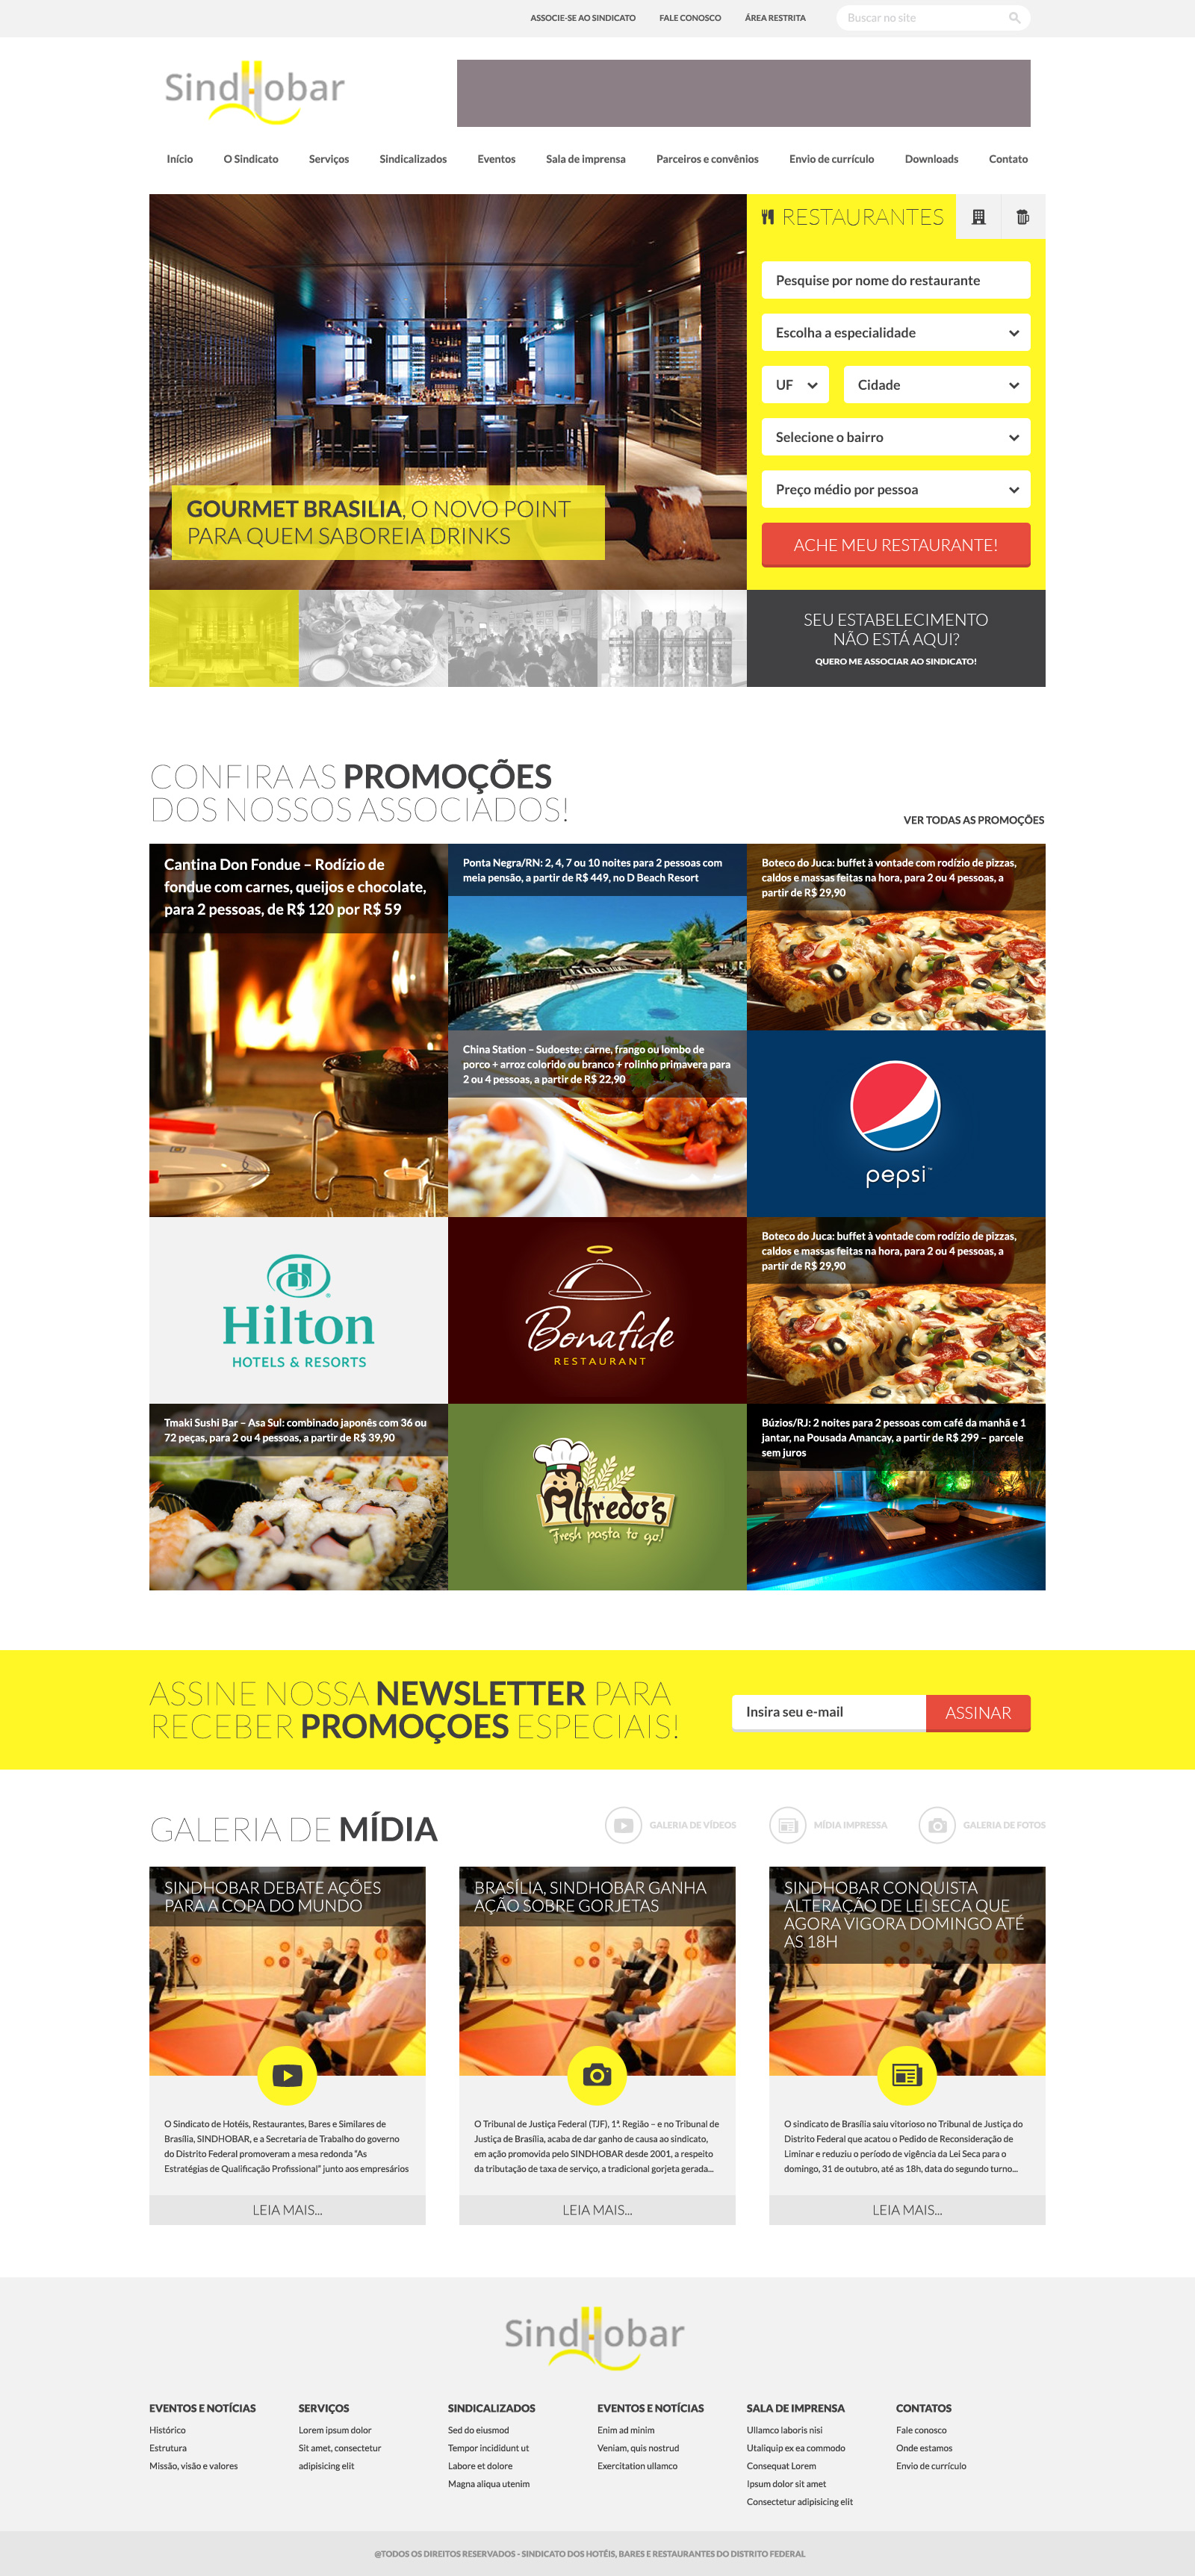 ASSOCIE-SE AO SINDICATO
FALE CONOSCO
ÁREA RESTRITA
Buscar no site
SindHobar
Início
O Sindicato
Serviços
Sindicalizados
Eventos
Sala de imprensa
Parceiros e convênios
Envio de currículo
Downloads
Contato
GOURMET BRASILIA, O NOVO POINT
PARA QUEM SABOREIA DRINKS
RESTAURANTES
Pesquise por nome do restaurante
Escolha a especialidade
UF
Cidade
Selecione o bairro
Preço médio por pessoa
ACHE MEU RESTAURANTE!
SEU ESTABELECIMENTO
NÃO ESTÁ AQUI?
QUERO ME ASSOCIAR AO SINDICATO!
CONFIRA AS PROMOÇÕES
DOS NOSSOS ASSOCIADOS!
VER TODAS AS PROMOÇÕES
Cantina Don Fondue – Rodízio de
fondue com carnes, queijos e chocolate,
para 2 pessoas, de R$ 120 por R$ 59
Ponta Negra/RN: 2, 4, 7 ou 10 noites para 2 pessoas com
meia pensão, a partir de R$ 449, no D Beach Resort
Boteco do Juca: buffet à vontade com rodízio de pizzas,
caldos e massas feitas na hora, para 2 ou 4 pessoas, a
partir de R$ 29,90
China Station – Sudoeste: carne, frango ou lombo de
porco + arroz colorido ou branco + rolinho primavera para
2 ou 4 pessoas, a partir de R$ 22,90
pepsi™
Hilton
HOTELS & RESORTS
Bonafide
RESTAURANT
Boteco do Juca: buffet à vontade com rodízio de pizzas,
caldos e massas feitas na hora, para 2 ou 4 pessoas, a
partir de R$ 29,90
Tmaki Sushi Bar – Asa Sul: combinado japonês com 36 ou
72 peças, para 2 ou 4 pessoas, a partir de R$ 39,90
Alfredo's
Fresh pasta to go!
Búzios/RJ: 2 noites para 2 pessoas com café da manhã e 1
jantar, na Pousada Amancay, a partir de R$ 299 – parcele
sem juros
ASSINE NOSSA NEWSLETTER PARA
RECEBER PROMOÇOES ESPECIAIS!
Insira seu e-mail
ASSINAR
GALERIA DE MÍDIA
GALERIA DE VÍDEOS
MÍDIA IMPRESSA
GALERIA DE FOTOS
SINDHOBAR DEBATE AÇÕES
PARA A COPA DO MUNDO
O Sindicato de Hotéis, Restaurantes, Bares e Similares de
Brasília, SINDHOBAR, e a Secretaria de Trabalho do governo
do Distrito Federal promoveram a mesa redonda "As
Estratégias de Qualificação Profissional" junto aos empresários
LEIA MAIS...
BRASÍLIA, SINDHOBAR GANHA
AÇÃO SOBRE GORJETAS
O Tribunal de Justiça Federal (TJF), 1ª. Região – e no Tribunal de
Justiça de Brasília, acaba de dar ganho de causa ao sindicato,
em ação promovida pelo SINDHOBAR desde 2001, a respeito
da tributação de taxa de serviço, a tradicional gorjeta gerada...
LEIA MAIS...
SINDHOBAR CONQUISTA
ALTERAÇÃO DE LEI SECA QUE
AGORA VIGORA DOMINGO ATÉ
AS 18H
O sindicato de Brasília saiu vitorioso no Tribunal de Justiça do
Distrito Federal que acatou o Pedido de Reconsideração de
Liminar e reduziu o período de vigência da Lei Seca para o
domingo, 31 de outubro, até as 18h, data do segundo turno...
LEIA MAIS...
SindHobar
EVENTOS E NOTÍCIAS
Histórico
Estrutura
Missão, visão e valores
SERVIÇOS
Lorem ipsum dolor
Sit amet, consectetur
adipisicing elit
SINDICALIZADOS
Sed do eiusmod
Tempor incididunt ut
Labore et dolore
Magna aliqua utenim
EVENTOS E NOTÍCIAS
Enim ad minim
Veniam, quis nostrud
Exercitation ullamco
SALA DE IMPRENSA
Ullamco laboris nisi
Utaliquip ex ea commodo
Consequat Lorem
Ipsum dolor sit amet
Consectetur adipisicing elit
CONTATOS
Fale conosco
Onde estamos
Envio de currículo
@TODOS OS DIREITOS RESERVADOS - SINDICATO DOS HOTÉIS, BARES E RESTAURANTES DO DISTRITO FEDERAL